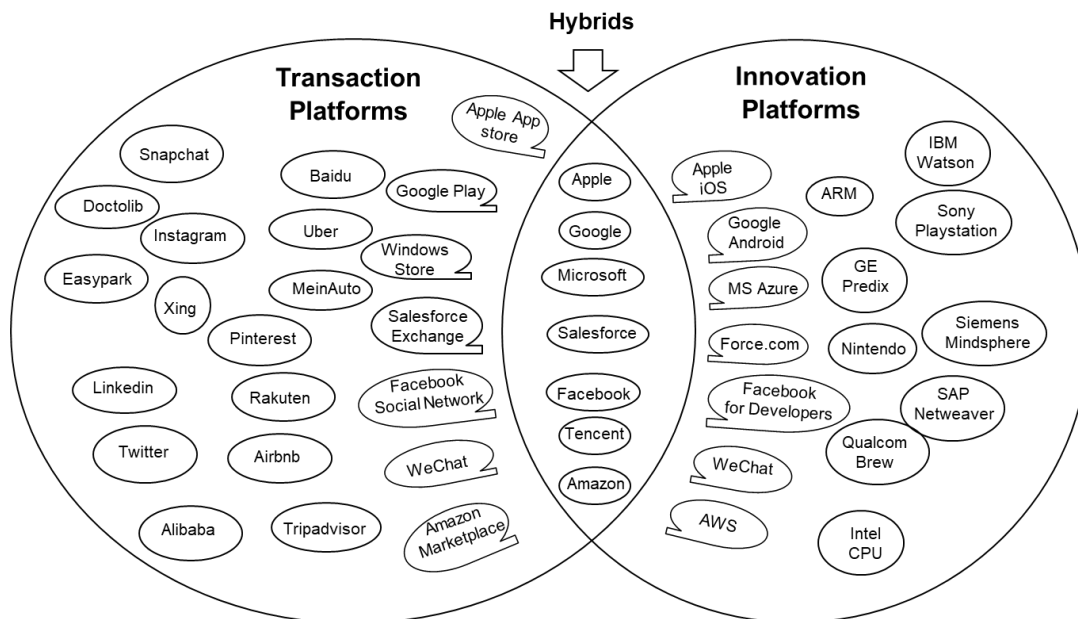 Hybrids
Transaction
Platforms
Apple App
store
Snapchat
Baidu
Google Play
Doctolib
Instagram
Uber
Windows
Store
Easypark
Xing
MeinAuto
Salesforce
Exchange
Pinterest
Linkedin
Rakuten
Facebook
Social Network
Twitter
Airbnb
WeChat
Alibaba
Tripadvisor
Amazon
Marketplace
Apple
Google
Microsoft
Salesforce
Facebook
Tencent
Amazon
Innovation
Platforms
Apple
iOS
ARM
IBM
Watson
Google
Android
Sony
Playstation
MS Azure
GE
Predix
Force.com
Nintendo
Siemens
Mindsphere
Facebook
for Developers
SAP
Netweaver
Qualcom
Brew
WeChat
AWS
Intel
CPU